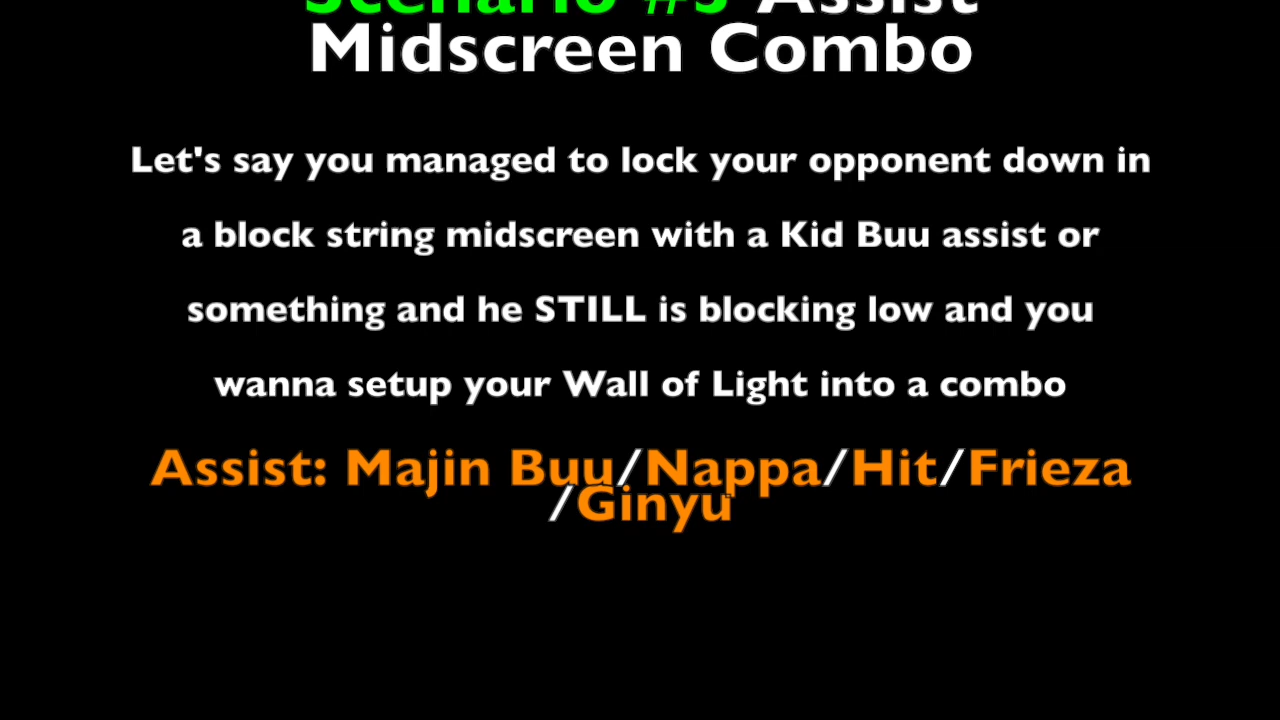 Scenario #3 Assist
Midscreen Combo
Let's say you managed to lock your opponent down in
a block string midscreen with a Kid Buu assist or
something and he STILL is blocking low and you
wanna setup your Wall of Light into a combo
Assist: Majin Buu/Nappa/Hit/Frieza
/Ginyu